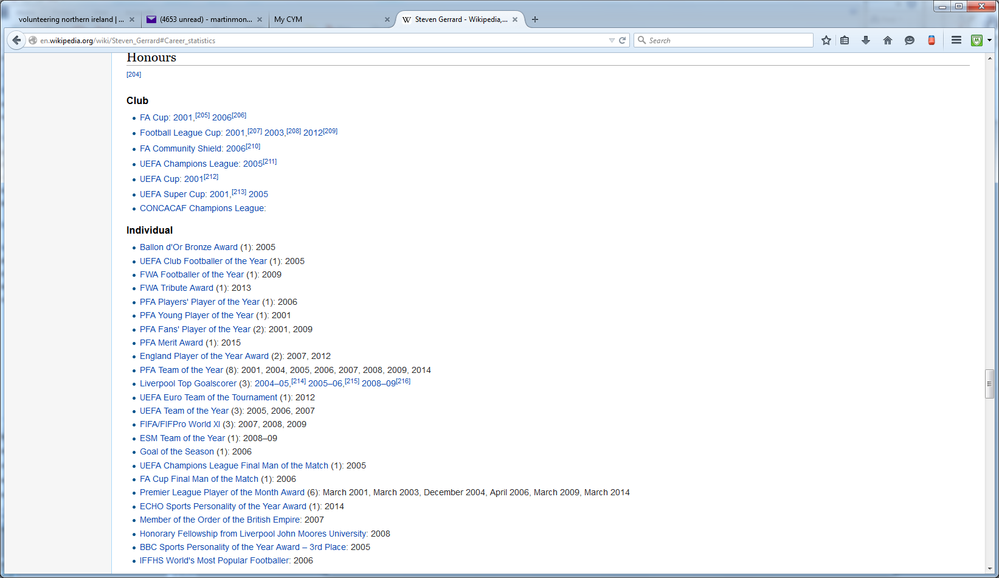 volunteering northern ireland | ...
(4653 unread) - martinmon...
My CYM
W Steven Gerrard - Wikipedia,...
en.wikipedia.org/wiki/Steven_Gerrard#Career_statistics
Search
Honours
[204]
Club
FA Cup: 2001,[205] 2006[206]
Football League Cup: 2001,[207] 2003,[208] 2012[209]
FA Community Shield: 2006[210]
UEFA Champions League: 2005[211]
UEFA Cup: 2001[212]
UEFA Super Cup: 2001,[213] 2005
CONCACAF Champions League:
Individual
Ballon d'Or Bronze Award (1): 2005
UEFA Club Footballer of the Year (1): 2005
FWA Footballer of the Year (1): 2009
FWA Tribute Award (1): 2013
PFA Players' Player of the Year (1): 2006
PFA Young Player of the Year (1): 2001
PFA Fans' Player of the Year (2): 2001, 2009
PFA Merit Award (1): 2015
England Player of the Year Award (2): 2007, 2012
PFA Team of the Year (8): 2001, 2004, 2005, 2006, 2007, 2008, 2009, 2014
Liverpool Top Goalscorer (3): 2004–05,[214] 2005–06,[215] 2008–09[216]
UEFA Euro Team of the Tournament (1): 2012
UEFA Team of the Year (3): 2005, 2006, 2007
FIFA/FIFPro World XI (3): 2007, 2008, 2009
ESM Team of the Year (1): 2008–09
Goal of the Season (1): 2006
UEFA Champions League Final Man of the Match (1): 2005
FA Cup Final Man of the Match (1): 2006
Premier League Player of the Month Award (6): March 2001, March 2003, December 2004, April 2006, March 2009, March 2014
ECHO Sports Personality of the Year Award (1): 2014
Member of the Order of the British Empire: 2007
Honorary Fellowship from Liverpool John Moores University: 2008
BBC Sports Personality of the Year Award – 3rd Place: 2005
IFFHS World's Most Popular Footballer: 2006